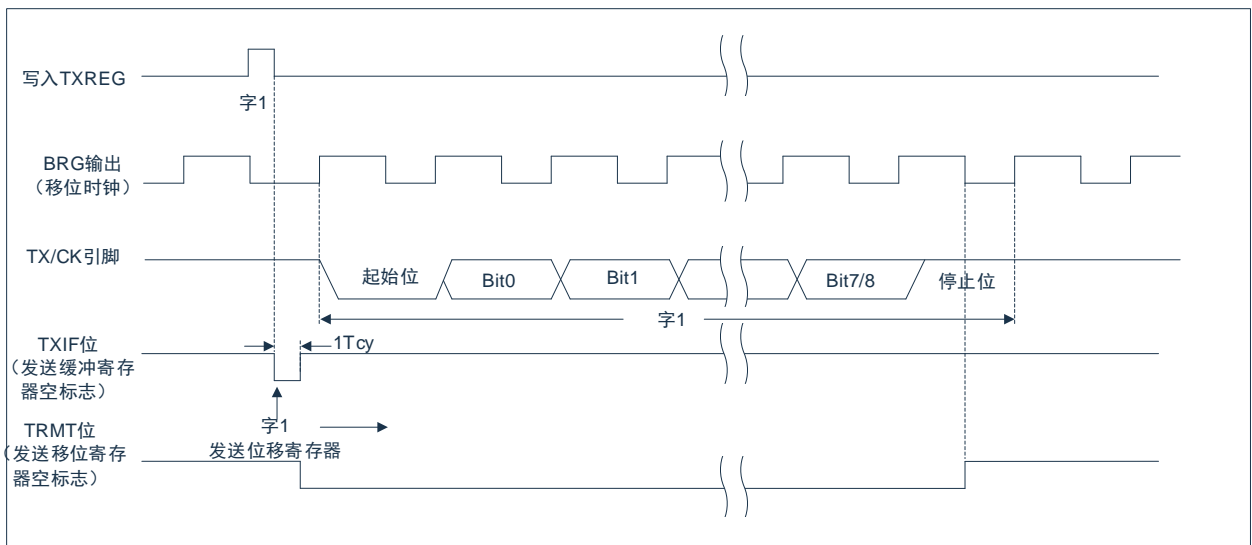 写入TXREG
字1
BRG输出
（移位时钟）
TX/CK引脚
起始位
Bit0
Bit1
Bit7/8
停止位
字1
TXIF位
（发送缓冲寄存
器空标志）
1Tcy
字1
发送位移寄存器
TRMT位
（发送移位寄存
器空标志）